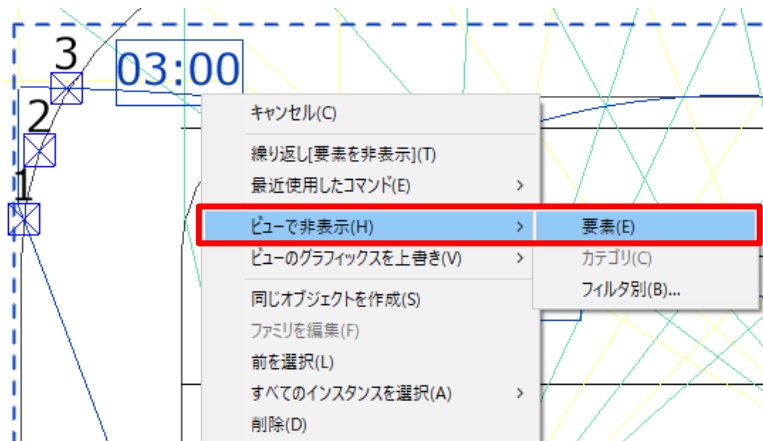 3
03:00
2
1
キャンセル(C)
繰り返し[要素を非表示](T)
最近使用したコマンド(E)
ビューで非表示(H)
要素(E)
ビューのグラフィックスを上書き(V)
カテゴリ(C)
フィルタ別(B)...
同じオブジェクトを作成(S)
ファミリを編集(F)
前を選択(L)
すべてのインスタンスを選択(A)
削除(D)